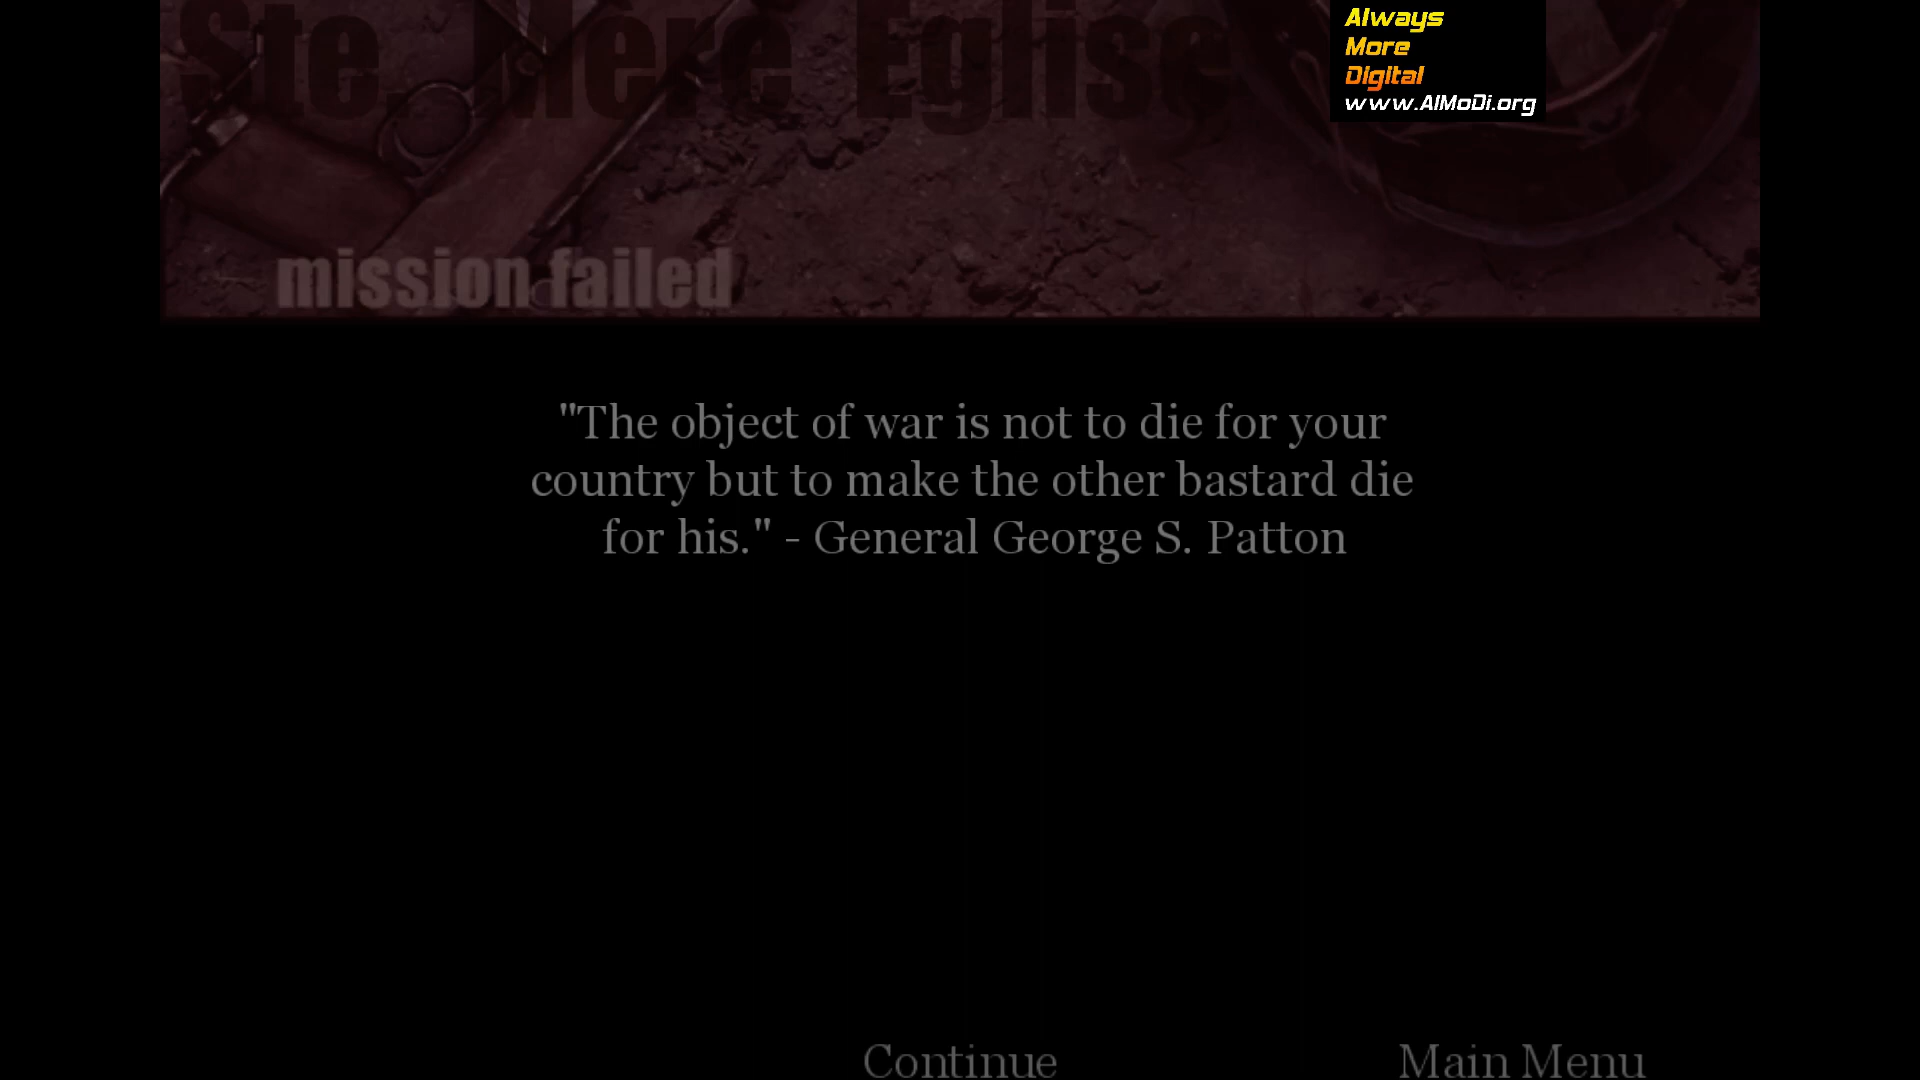 Ste. Mère Eglise
Always
More
Digital
www.AlMoDi.org
mission failed
"The object of war is not to die for your
country but to make the other bastard die
for his." - General George S. Patton
Continue
Main Menu